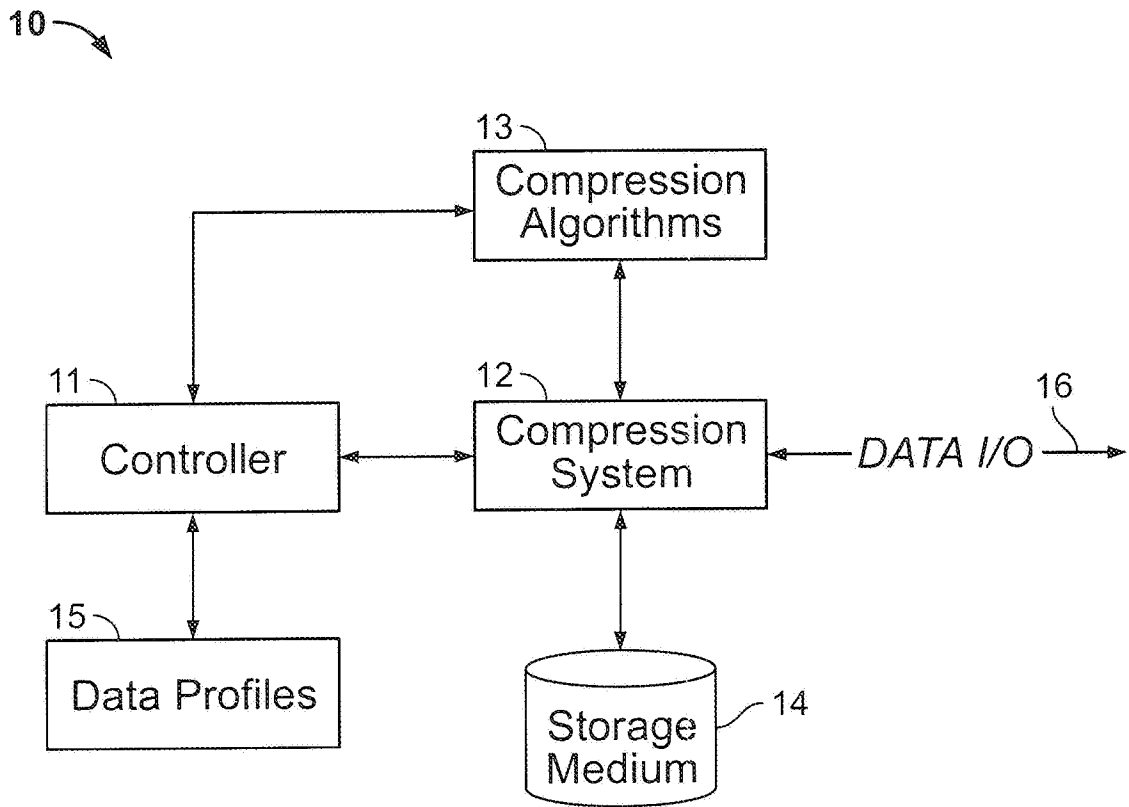 10
13
Compression
Algorithms
11
Controller
12
Compression
System
16
DATA I/O
15
Data Profiles
14
Storage
Medium